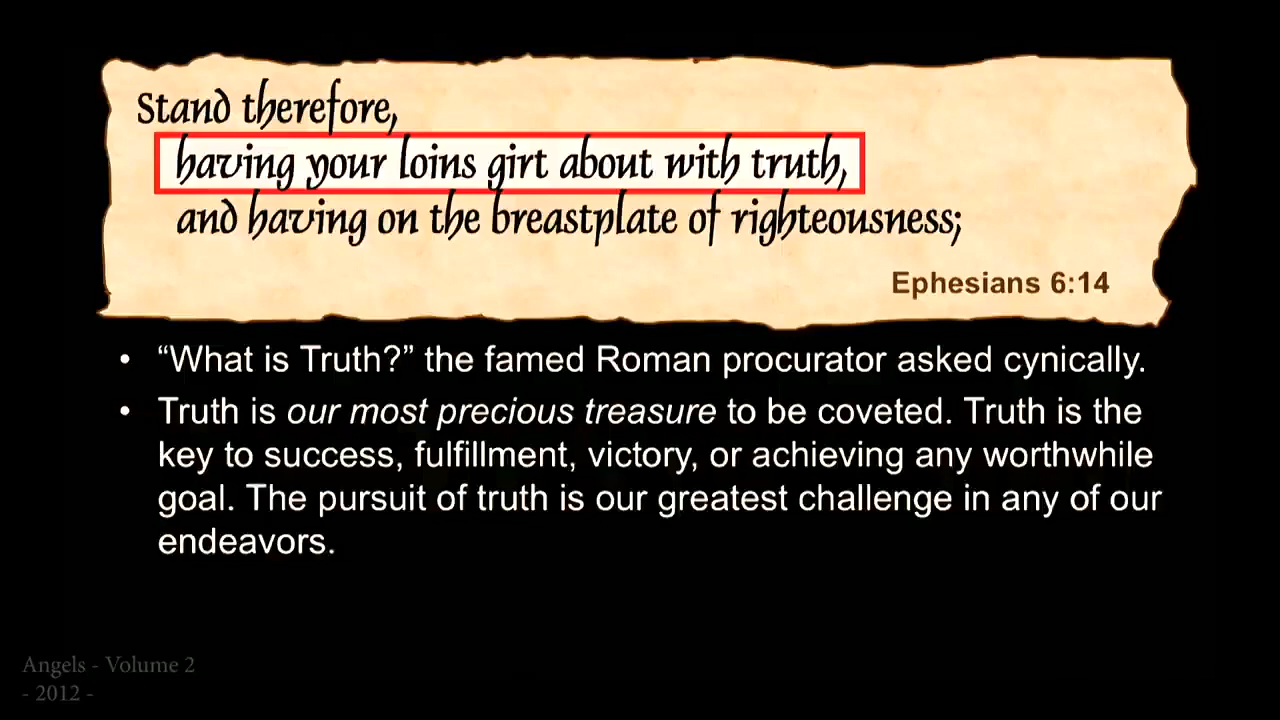 Stand therefore,
having your loins girt about with truth,
and having on the breastplate of righteousness;
Ephesians 6:14
• “What is Truth?” the famed Roman procurator asked cynically.
• Truth is our most precious treasure to be coveted. Truth is the
key to success, fulfillment, victory, or achieving any worthwhile
goal. The pursuit of truth is our greatest challenge in any of our
endeavors.
Angels - Volume 2
- 2012 -